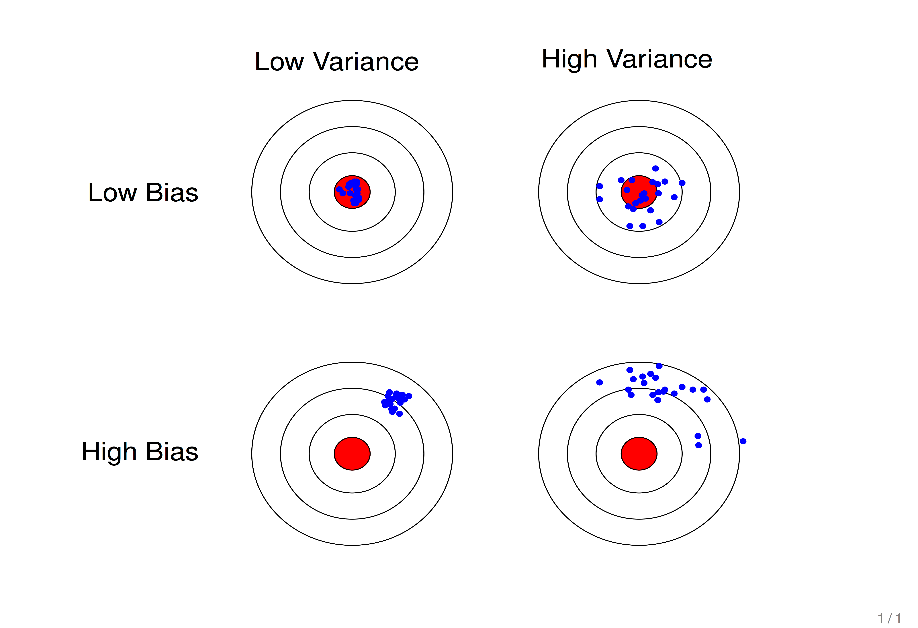 Low Variance
High Variance
Low Bias
High Bias
1 / 1